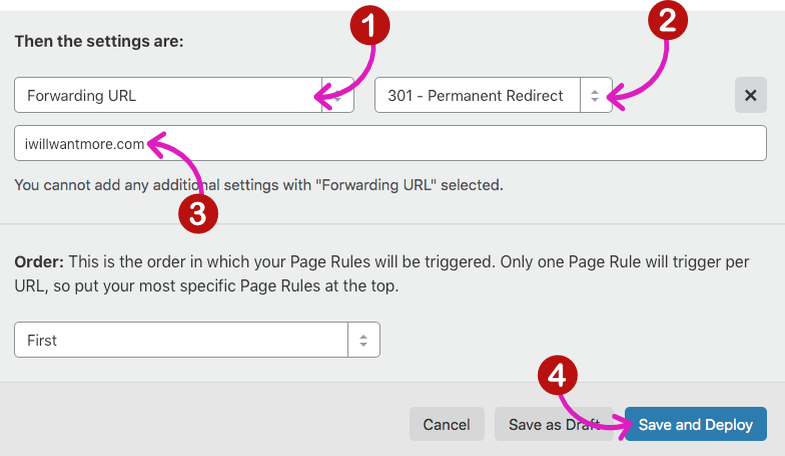 1
2
Then the settings are:
Forwarding URL 301 - Permanent Redirect ×
iwillwantmore.com
You cannot add any additional settings with "Forwarding URL" selected.
3
Order: This is the order in which your Page Rules will be triggered. Only one Page Rule will trigger per
URL, so put your most specific Page Rules at the top.
First
4
Cancel Save as Draft Save and Deploy